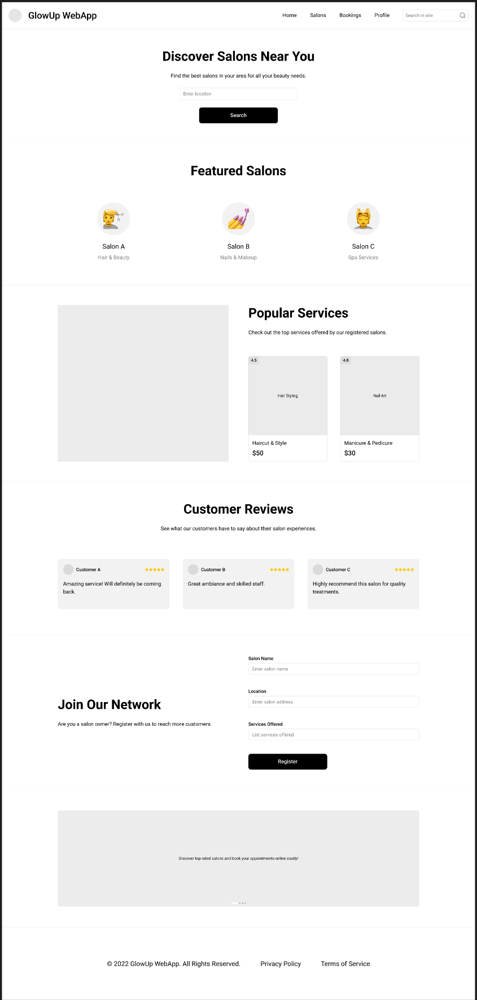 GlowUp WebApp
Home
Salons
Bookings
Profile
Search in site
Discover Salons Near You
Find the best salons in your area for all your beauty needs.
Enter location
Search
Featured Salons
Salon A
Hair & Beauty
Salon B
Nails & Makeup
Salon C
Spa Services
Popular Services
Check out the top services offered by our registered salons.
4.5
Hair Styling
Haircut & Style
$50
4.8
Nail Art
Manicure & Pedicure
$30
Customer Reviews
See what our customers have to say about their salon experiences.
Customer A
Amazing service! Will definitely be coming
back.
Customer B
Great ambiance and skilled staff.
Customer C
Highly recommend this salon for quality
treatments.
Join Our Network
Are you a salon owner? Register with us to reach more customers.
Salon Name
Enter salon name
Location
Enter salon address
Services Offered
List services offered
Register
Discover top-rated salons and book your appointments online easily!
© 2022 GlowUp WebApp. All Rights Reserved.
Privacy Policy
Terms of Service